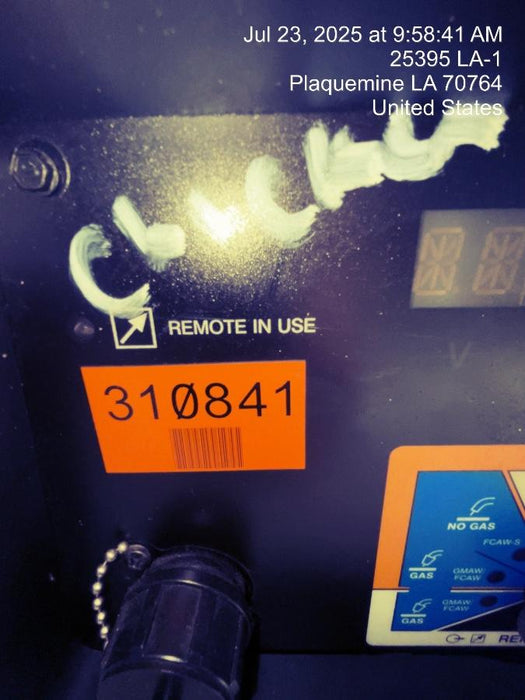 Jul 23, 2025 at 9:58:41 AM
25395 LA-1
Plaquemine LA 70764
United States
REMOTE IN USE
310841
V
NO GAS
FCAW-S
GAS
GMAW
FCAW
GAS
GMAW
FCAW